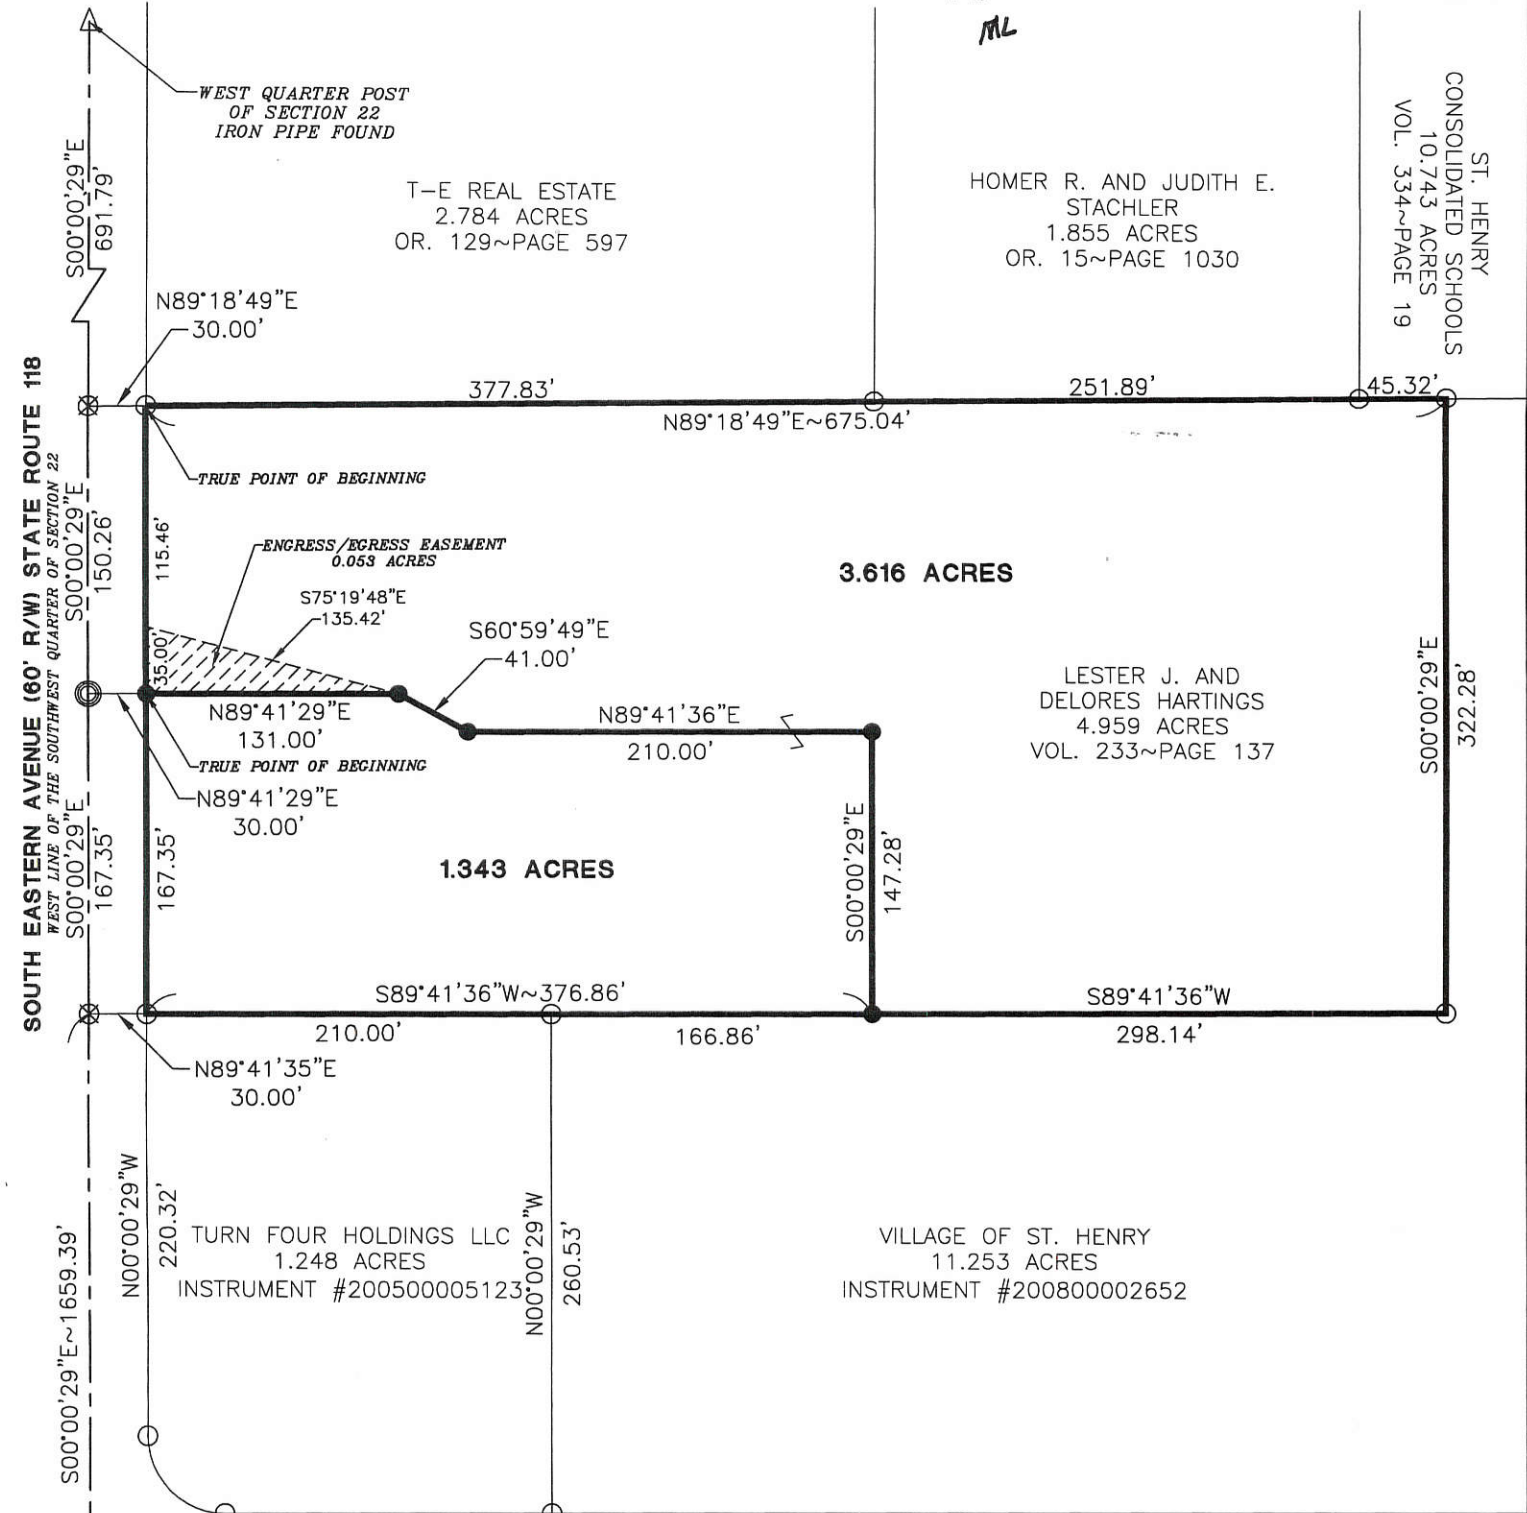 ML
WEST QUARTER POST
OF SECTION 22
IRON PIPE FOUND
S00°00'29"E
691.79'
T-E REAL ESTATE
2.784 ACRES
OR. 129~PAGE 597
HOMER R. AND JUDITH E.
STACHLER
1.855 ACRES
OR. 15~PAGE 1030
ST. HENRY
CONSOLIDATED SCHOOLS
10.743 ACRES
VOL. 334~PAGE 19
N89°18'49"E
30.00'
377.83'
251.89'
45.32'
N89°18'49"E~675.04'
SOUTH EASTERN AVENUE (60' R/W) STATE ROUTE 118
WEST LINE OF THE SOUTHWEST QUARTER OF SECTION 22
TRUE POINT OF BEGINNING
S00°00'29"E
150.26'
115.46'
ENGRESS/EGRESS EASEMENT
0.053 ACRES
S75°19'48"E
135.42'
3.616 ACRES
S60°59'49"E
41.00'
35.00'
N89°41'29"E
131.00'
N89°41'36"E
210.00'
LESTER J. AND
DELORES HARTINGS
4.959 ACRES
VOL. 233~PAGE 137
S00°00'29"E
322.28'
TRUE POINT OF BEGINNING
N89°41'29"E
30.00'
S00°00'29"E
167.35'
167.35'
1.343 ACRES
S00°00'29"E
147.28'
S89°41'36"W~376.86'
S89°41'36"W
210.00'
166.86'
298.14'
N89°41'35"E
30.00'
S00°00'29"E~1659.39'
N00°00'29"W
220.32'
TURN FOUR HOLDINGS LLC
1.248 ACRES
INSTRUMENT #200500005123
N00°00'29"W
260.53'
VILLAGE OF ST. HENRY
11.253 ACRES
INSTRUMENT #200800002652